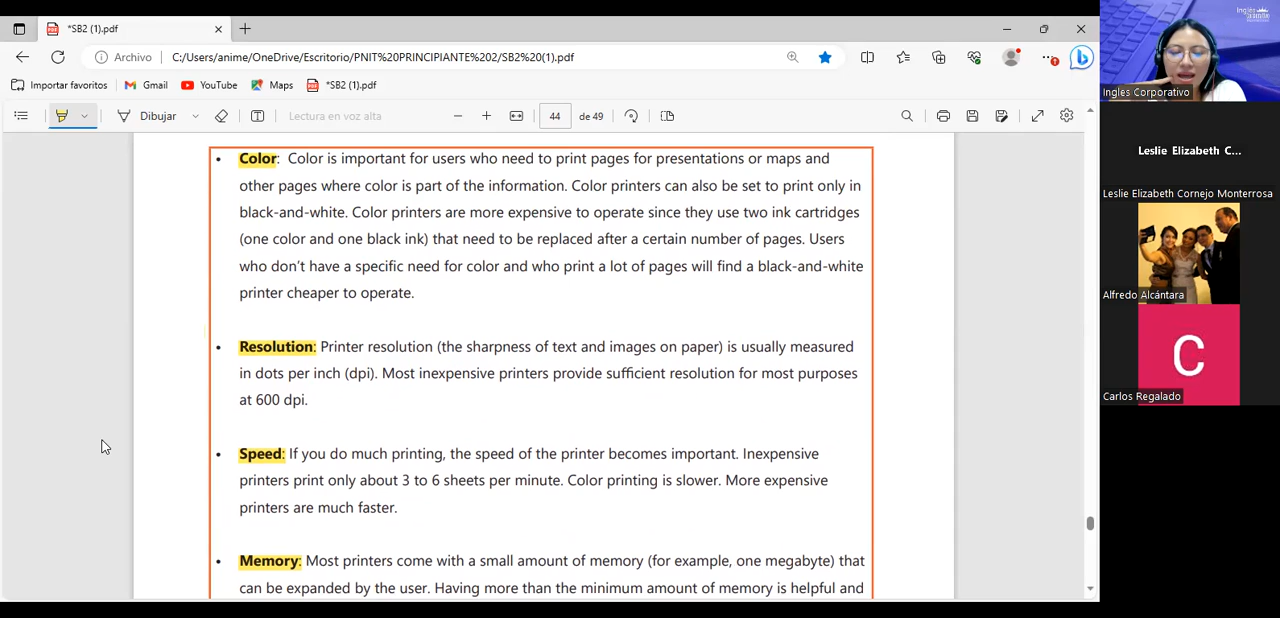 *SB2 (1).pdf
Archivo
C:/Users/anime/OneDrive/Escritorio/PNIT%20PRINCIPIANTE%202/SB2%20(1).pdf
Importar favoritos
Gmail
YouTube
Maps
*SB2 (1).pdf
Dibujar
Lectura en voz alta
44
de 49
• Color: Color is important for users who need to print pages for presentations or maps and
other pages where color is part of the information. Color printers can also be set to print only in
black-and-white. Color printers are more expensive to operate since they use two ink cartridges
(one color and one black ink) that need to be replaced after a certain number of pages. Users
who don't have a specific need for color and who print a lot of pages will find a black-and-white
printer cheaper to operate.
• Resolution: Printer resolution (the sharpness of text and images on paper) is usually measured
in dots per inch (dpi). Most inexpensive printers provide sufficient resolution for most purposes
at 600 dpi.
• Speed: If you do much printing, the speed of the printer becomes important. Inexpensive
printers print only about 3 to 6 sheets per minute. Color printing is slower. More expensive
printers are much faster.
• Memory: Most printers come with a small amount of memory (for example, one megabyte) that
can be expanded by the user. Having more than the minimum amount of memory is helpful and
Ingles Corporativo
Leslie Elizabeth C...
Leslie Elizabeth Cornejo Monterrosa
Alfredo Alcántara
C
Carlos Regalado